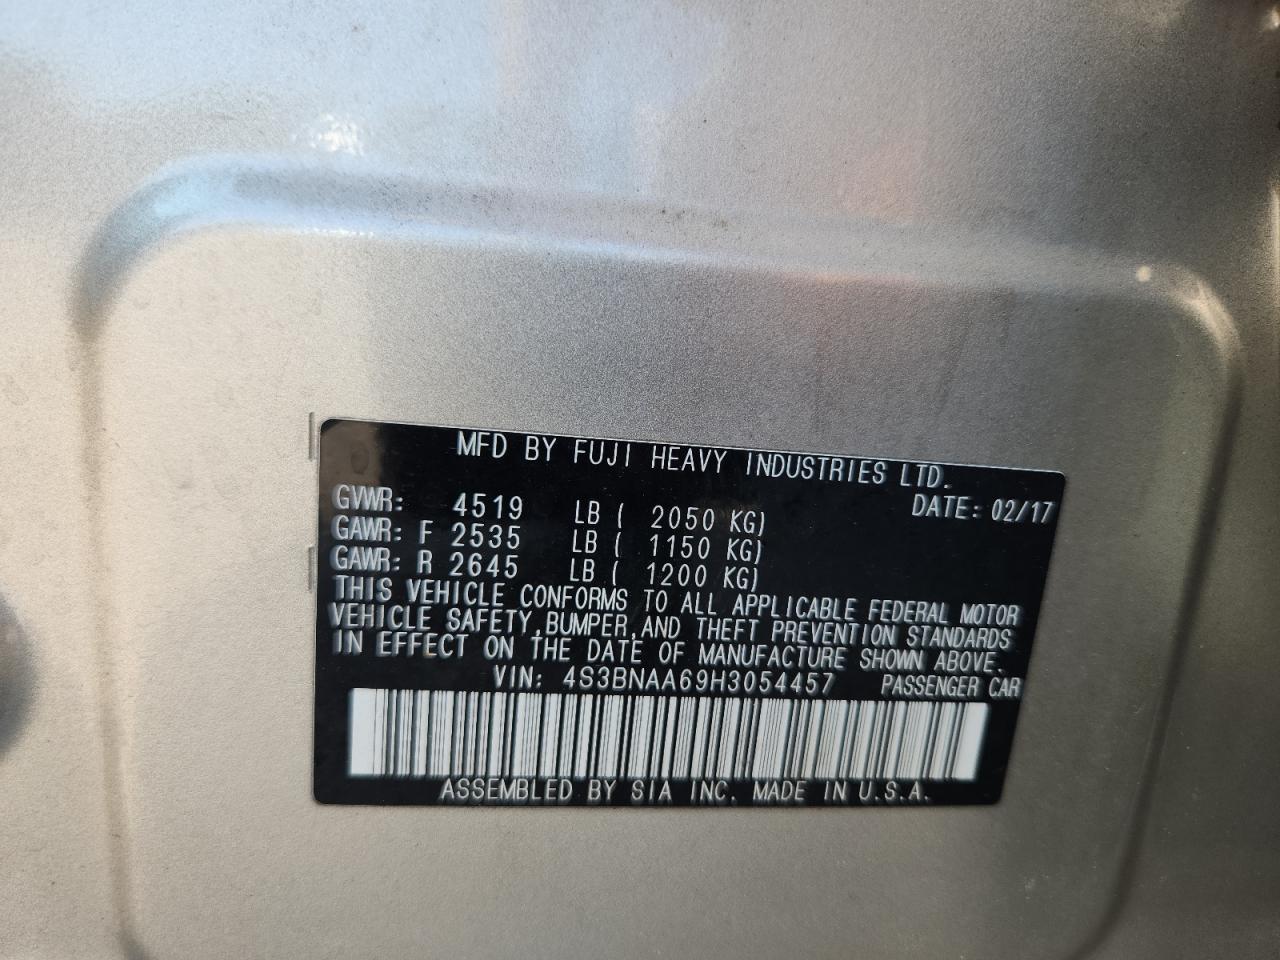 MFD BY FUJI HEAVY INDUSTRIES LTD.
DATE: 02/17
GVWR: 4519 LB ( 2050 KG)
GAWR: F 2535 LB ( 1150 KG)
GAWR: R 2645 LB ( 1200 KG)
THIS VEHICLE CONFORMS TO ALL APPLICABLE FEDERAL MOTOR
VEHICLE SAFETY,BUMPER,AND THEFT PREVENTION STANDARDS
IN EFFECT ON THE DATE OF MANUFACTURE SHOWN ABOVE.
VIN: 4S3BNAA69H3054457 PASSENGER CAR
ASSEMBLED BY SIA INC. MADE IN U.S.A.